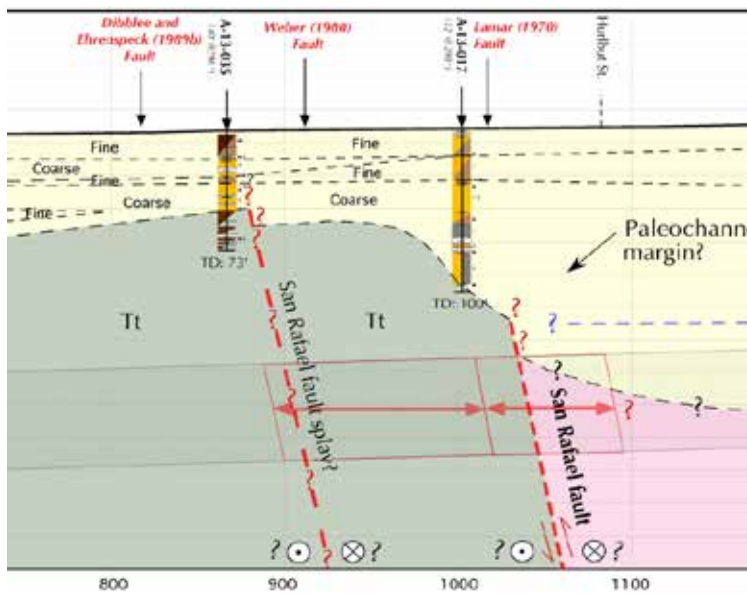 Dibblee and
Ehrenspeck (1989b)
Fault
A-13-015
Weber (1980)
Fault
A-13-017
Lamar (1970)
Fault
Hurlbut St.
Fine
Fine
Coarse
Fine
Fine
?
Fine
Coarse
Coarse
?
?
Paleochann
margin?
TD: 73'
TD: 100'
?
?
?
Tt
Tt
?
?
?
San Rafael fault splay?
San Rafael fault
?
?
?
?
?
?
?
?
?
?
?
800
900
1000
1100